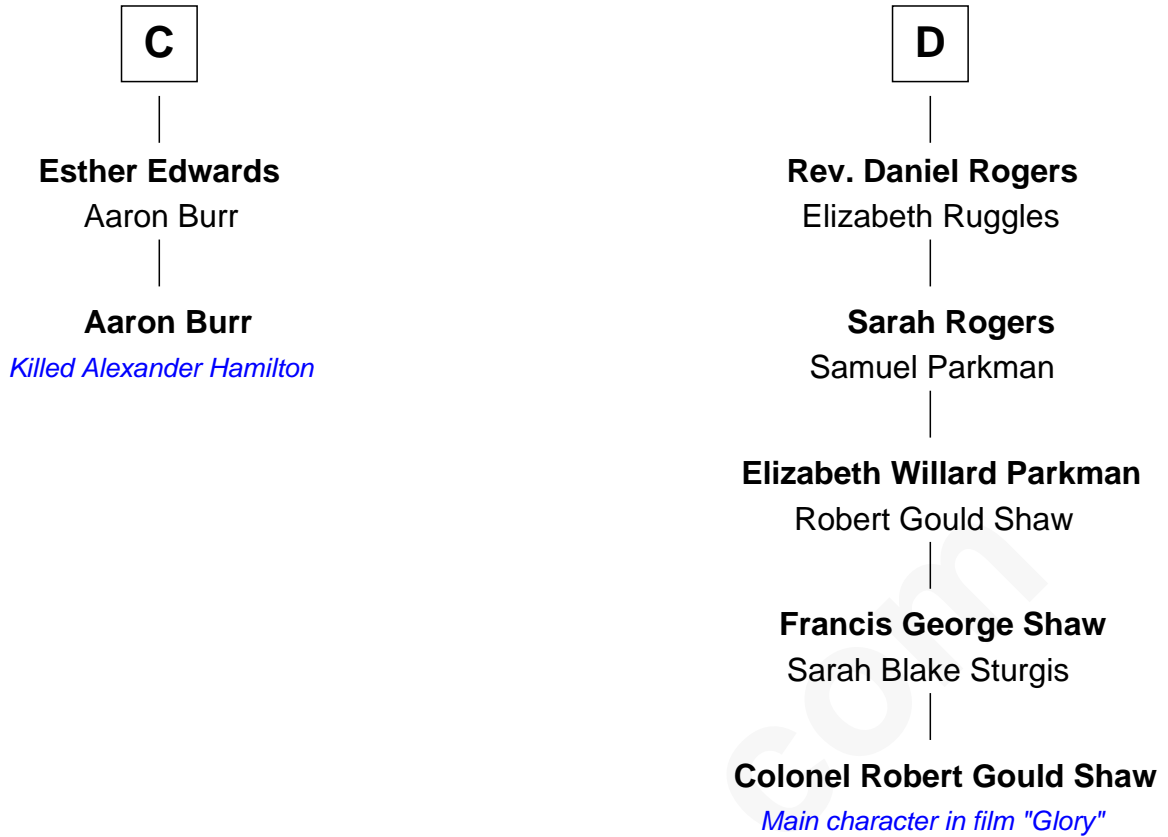 C
Esther Edwards
Aaron Burr
Aaron Burr
Killed Alexander Hamilton
D
Rev. Daniel Rogers
Elizabeth Ruggles
Sarah Rogers
Samuel Parkman
Elizabeth Willard Parkman
Robert Gould Shaw
Francis George Shaw
Sarah Blake Sturgis
Colonel Robert Gould Shaw
Main character in film "Glory"
com